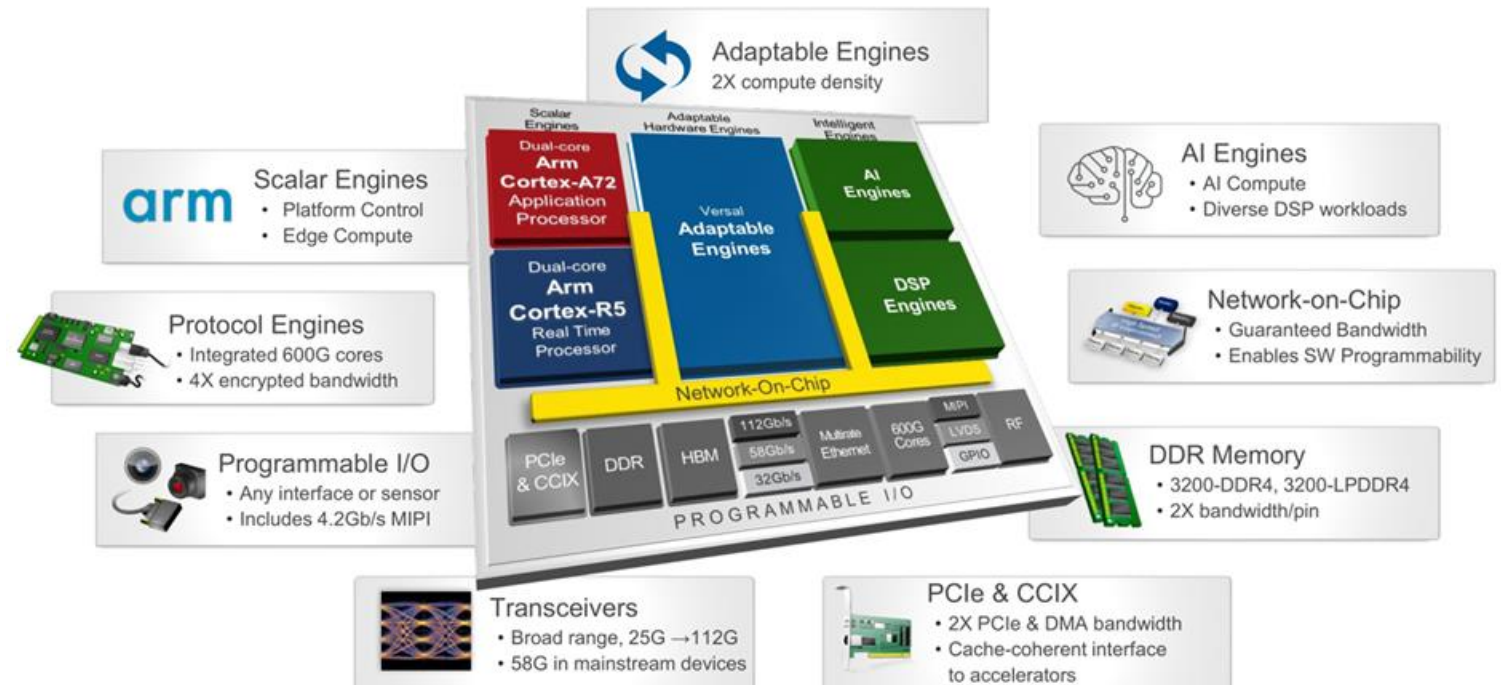 Adaptable Engines
2X compute density
Scalar
Engines
Adaptable
Hardware Engines
Intelligent
Engines
Dual-core
Arm
Cortex-A72
Application
Processor
Dual-core
Arm
Cortex-R5
Real Time
Processor
Versal
Adaptable
Engines
AI
Engines
DSP
Engines
Network-On-Chip
PCIe
& CCIX
DDR
HBM
112Gb/s
58Gb/s
32Gb/s
Multirate
Ethernet
600G
Cores
MIPI
LVDS
GPIO
RF
PROGRAMMABLE I/O
arm
Scalar Engines
• Platform Control
• Edge Compute
Protocol Engines
• Integrated 600G cores
• 4X encrypted bandwidth
Programmable I/O
• Any interface or sensor
• Includes 4.2Gb/s MIPI
Transceivers
• Broad range, 25G →112G
• 58G in mainstream devices
AI Engines
• AI Compute
• Diverse DSP workloads
Network-on-Chip
• Guaranteed Bandwidth
• Enables SW Programmability
DDR Memory
• 3200-DDR4, 3200-LPDDR4
• 2X bandwidth/pin
PCIe & CCIX
• 2X PCIe & DMA bandwidth
• Cache-coherent interface
to accelerators